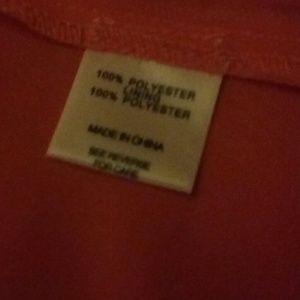 100% POLYESTER
LINING
100% POLYESTER
MADE IN CHINA
SEE REVERSE
FOR CARE